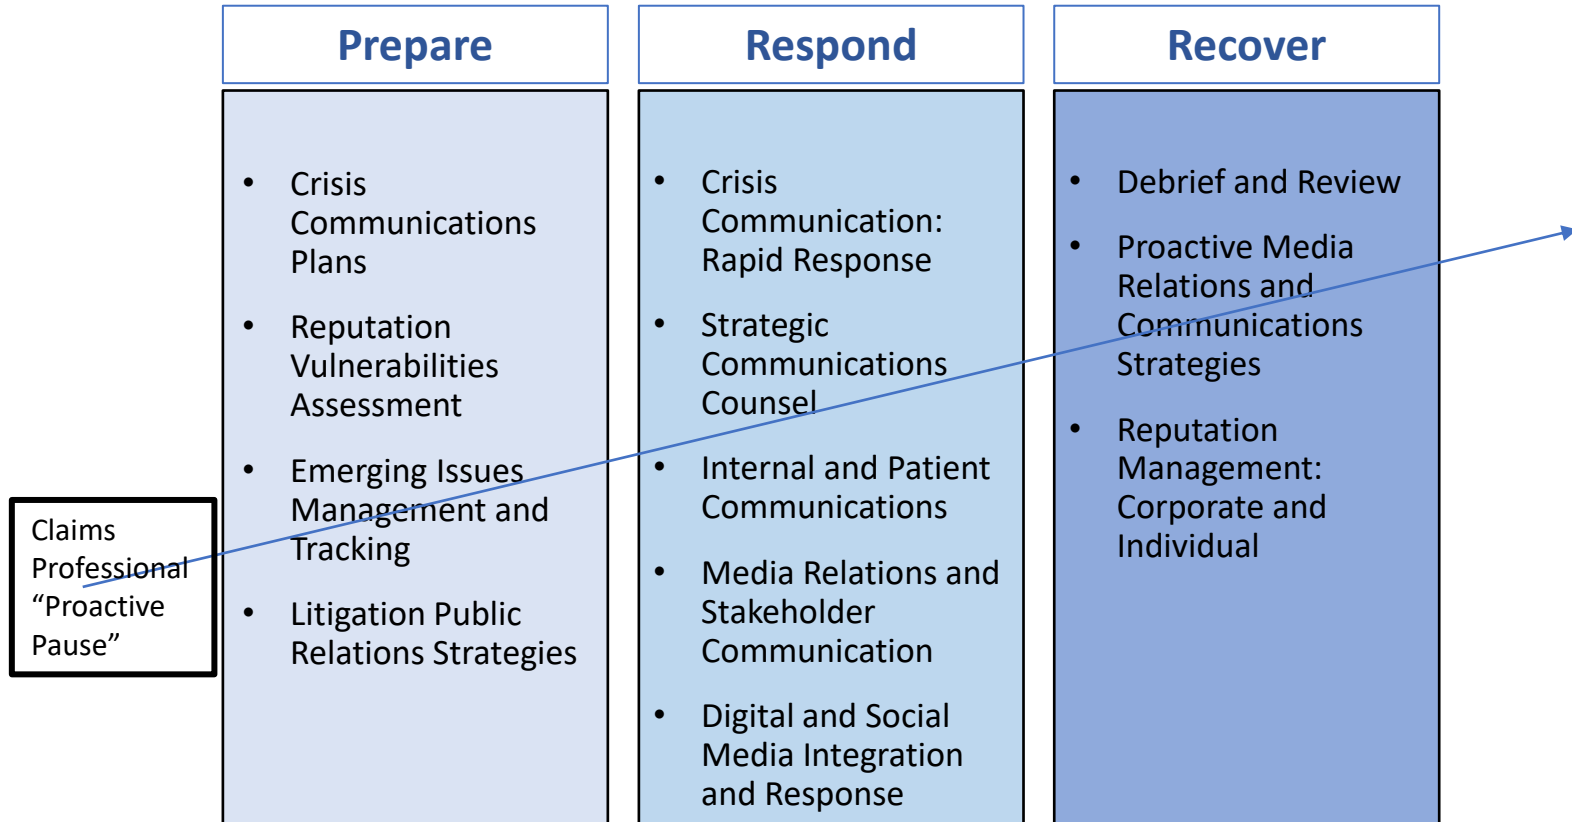 Prepare
Respond
Recover
Claims
Professional
“Proactive
Pause”
• Crisis
Communications
Plans
• Reputation
Vulnerabilities
Assessment
• Emerging Issues
Management and
Tracking
• Litigation Public
Relations Strategies
• Crisis
Communication:
Rapid Response
• Strategic
Communications
Counsel
• Internal and Patient
Communications
• Media Relations and
Stakeholder
Communication
• Digital and Social
Media Integration
and Response
• Debrief and Review
• Proactive Media
Relations and
Communications
Strategies
• Reputation
Management:
Corporate and
Individual